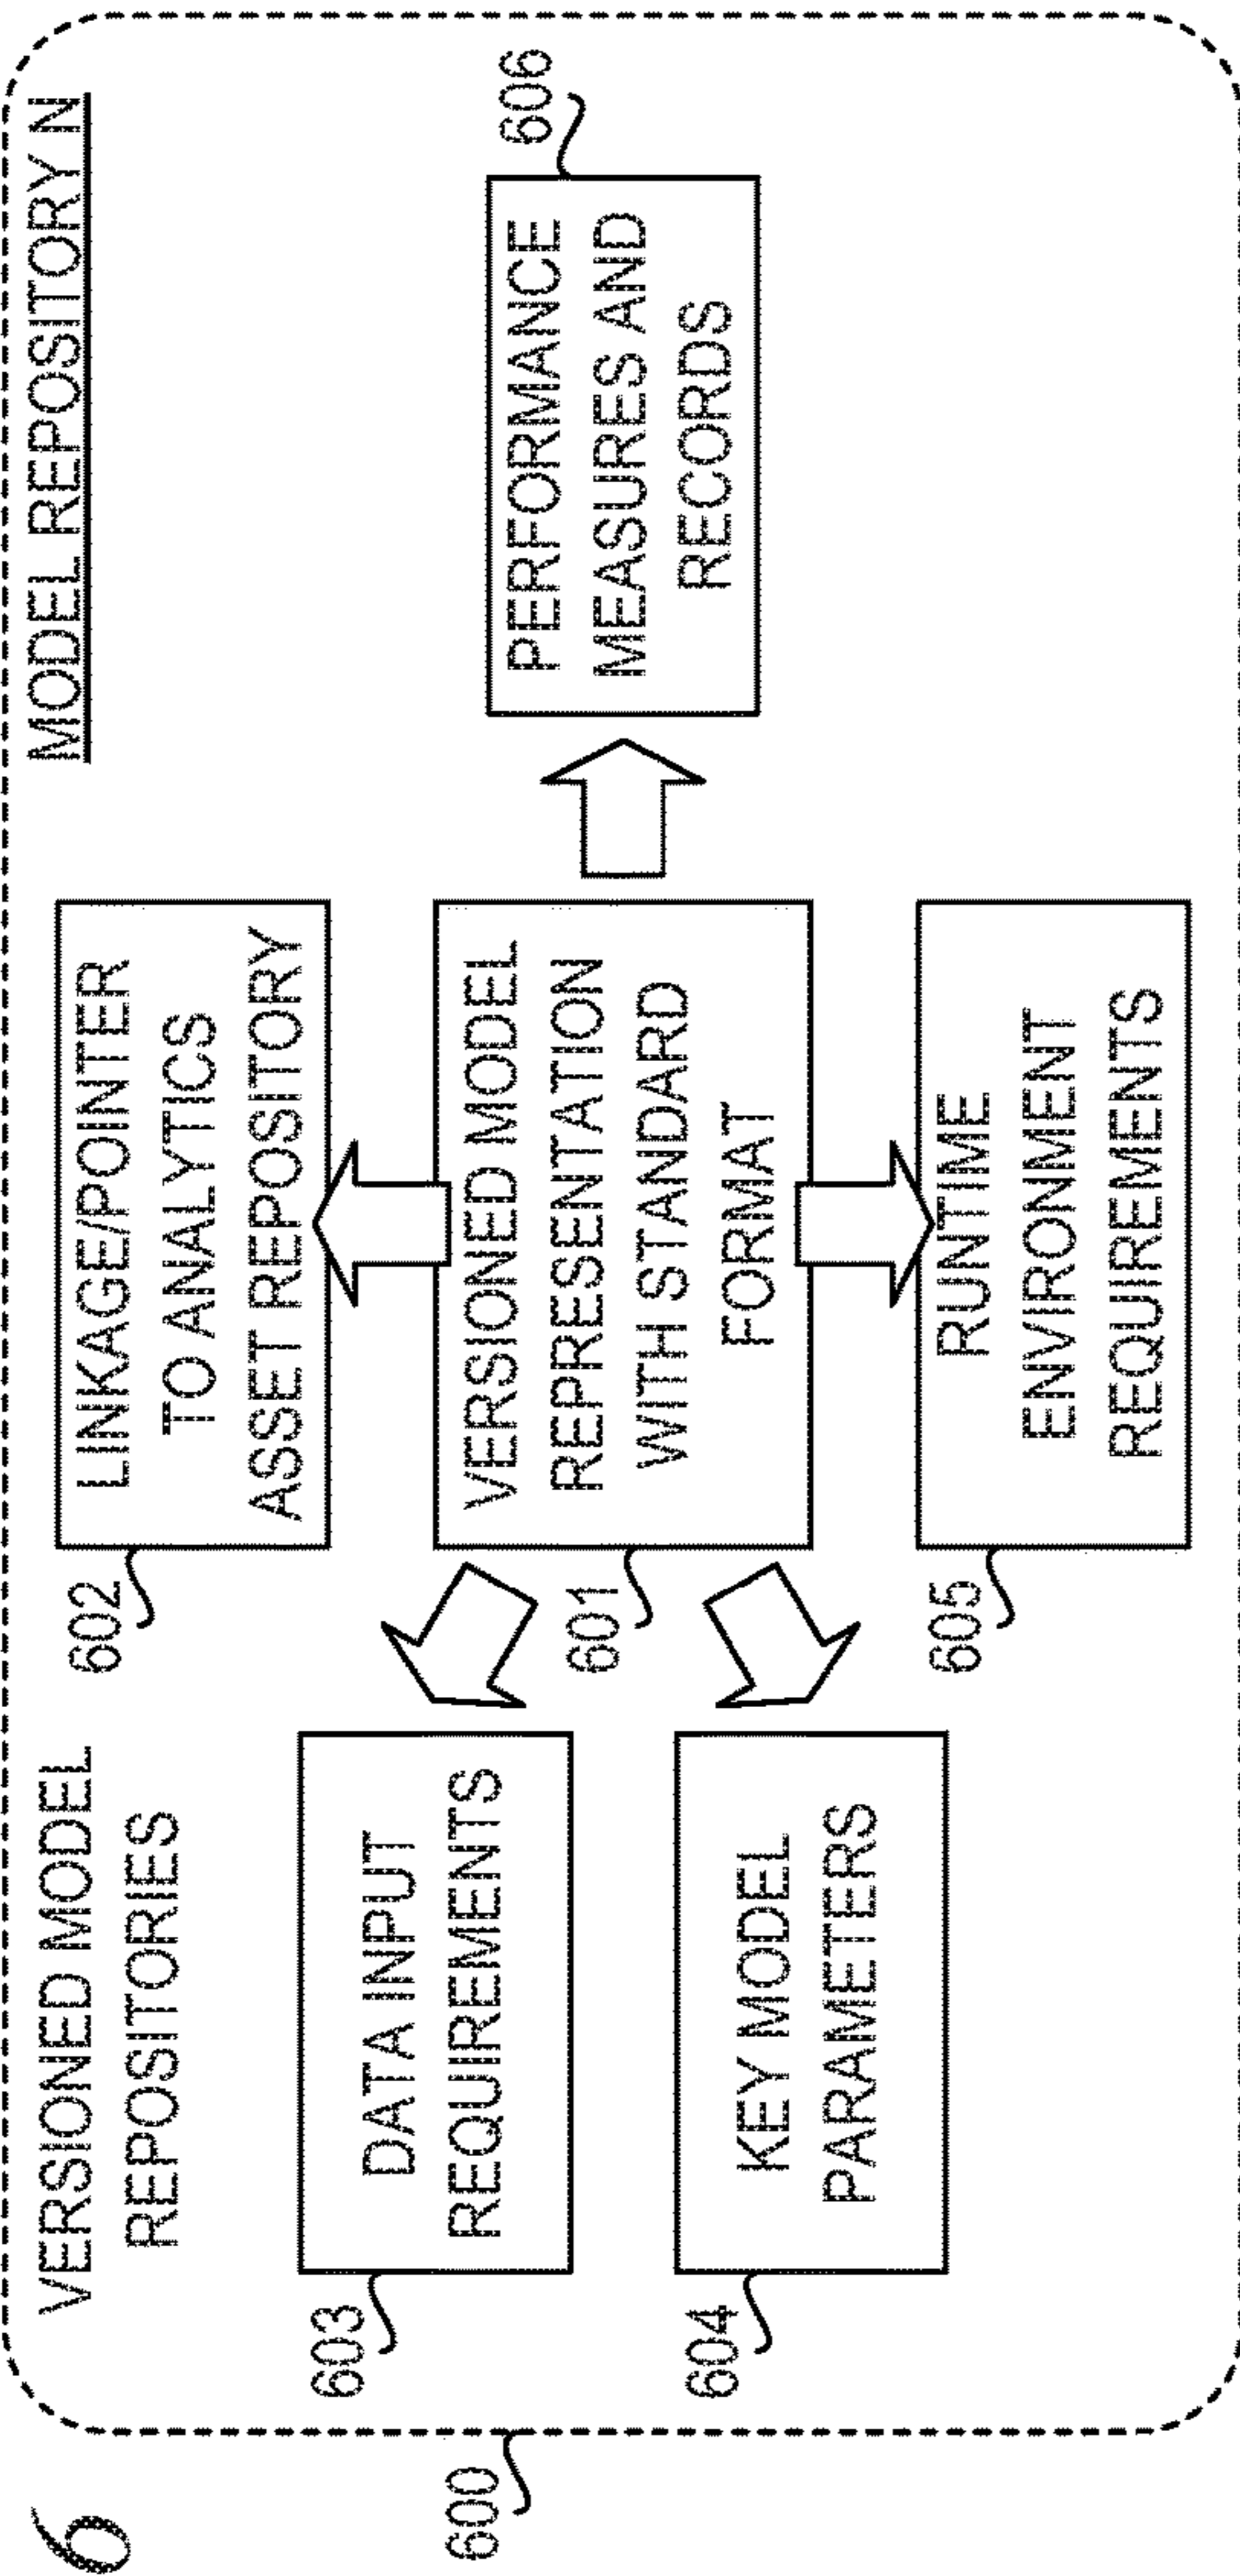 6
600
VERSIONED MODEL
REPOSITORIES
MODEL REPOSITORY N
602
LINKAGE/POINTER
TO ANALYTICS
ASSET REPOSITORY
603
DATA INPUT
REQUIREMENTS
601
VERSIONED MODEL
REPRESENTATION
WITH STANDARD
FORMAT
606
PERFORMANCE
MEASURES AND
RECORDS
604
KEY MODEL
PARAMETERS
605
RUNTIME
ENVIRONMENT
REQUIREMENTS